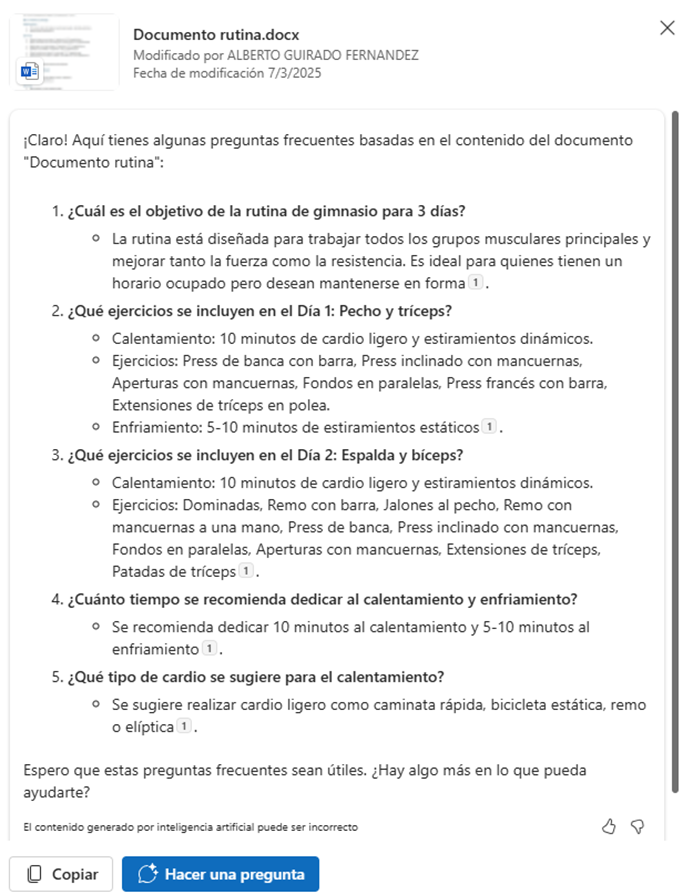 Documento rutina.docx
Modificado por ALBERTO GUIRADO FERNANDEZ
Fecha de modificación 7/3/2025
¡Claro! Aquí tienes algunas preguntas frecuentes basadas en el contenido del documento
"Documento rutina":
1. ¿Cuál es el objetivo de la rutina de gimnasio para 3 días?
La rutina está diseñada para trabajar todos los grupos musculares principales y
mejorar tanto la fuerza como la resistencia. Es ideal para quienes tienen un
horario ocupado pero desean mantenerse en forma 1 .
2. ¿Qué ejercicios se incluyen en el Día 1: Pecho y tríceps?
Calentamiento: 10 minutos de cardio ligero y estiramientos dinámicos.
Ejercicios: Press de banca con barra, Press inclinado con mancuernas,
Aperturas con mancuernas, Fondos en paralelas, Press francés con barra,
Extensiones de tríceps en polea.
Enfriamiento: 5-10 minutos de estiramientos estáticos 1 .
3. ¿Qué ejercicios se incluyen en el Día 2: Espalda y bíceps?
Calentamiento: 10 minutos de cardio ligero y estiramientos dinámicos.
Ejercicios: Dominadas, Remo con barra, Jalones al pecho, Remo con
mancuernas a una mano, Press de banca, Press inclinado con mancuernas,
Fondos en paralelas, Aperturas con mancuernas, Extensiones de tríceps,
Patadas de tríceps 1 .
4. ¿Cuánto tiempo se recomienda dedicar al calentamiento y enfriamiento?
Se recomienda dedicar 10 minutos al calentamiento y 5-10 minutos al
enfriamiento 1 .
5. ¿Qué tipo de cardio se sugiere para el calentamiento?
Se sugiere realizar cardio ligero como caminata rápida, bicicleta estática, remo
o elíptica 1 .
Espero que estas preguntas frecuentes sean útiles. ¿Hay algo más en lo que pueda
ayudarte?
El contenido generado por inteligencia artificial puede ser incorrecto
Copiar
Hacer una pregunta